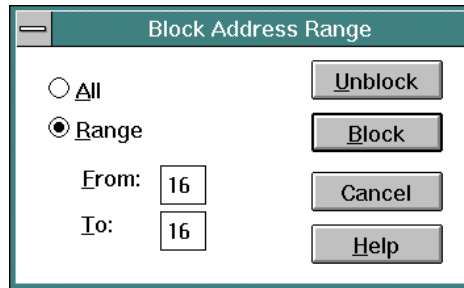 Block Address Range
All
Range
From: 16
To: 16
Unblock
Block
Cancel
Help